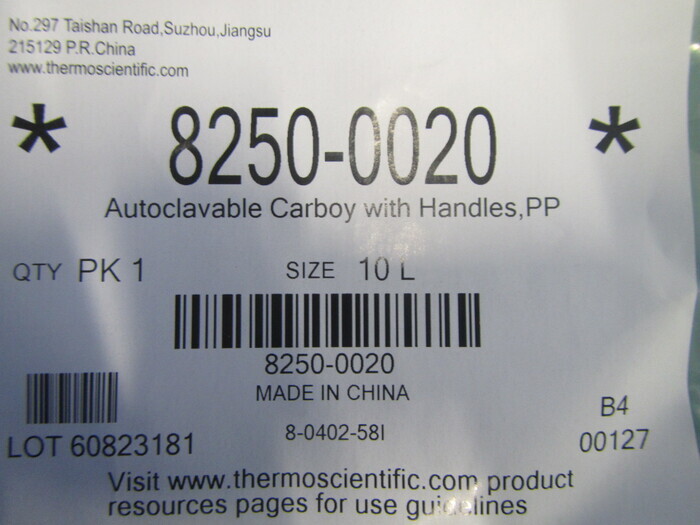 No.297 Taishan Road,Suzhou,Jiangsu
215129 P.R.China
www.thermoscientific.com
* 8250-0020 *
Autoclavable Carboy with Handles,PP
QTY PK 1 SIZE 10 L
8250-0020
MADE IN CHINA
8-0402-58I
B4
00127
LOT 60823181
Visit www.thermoscientific.com product
resources pages for use guidelines